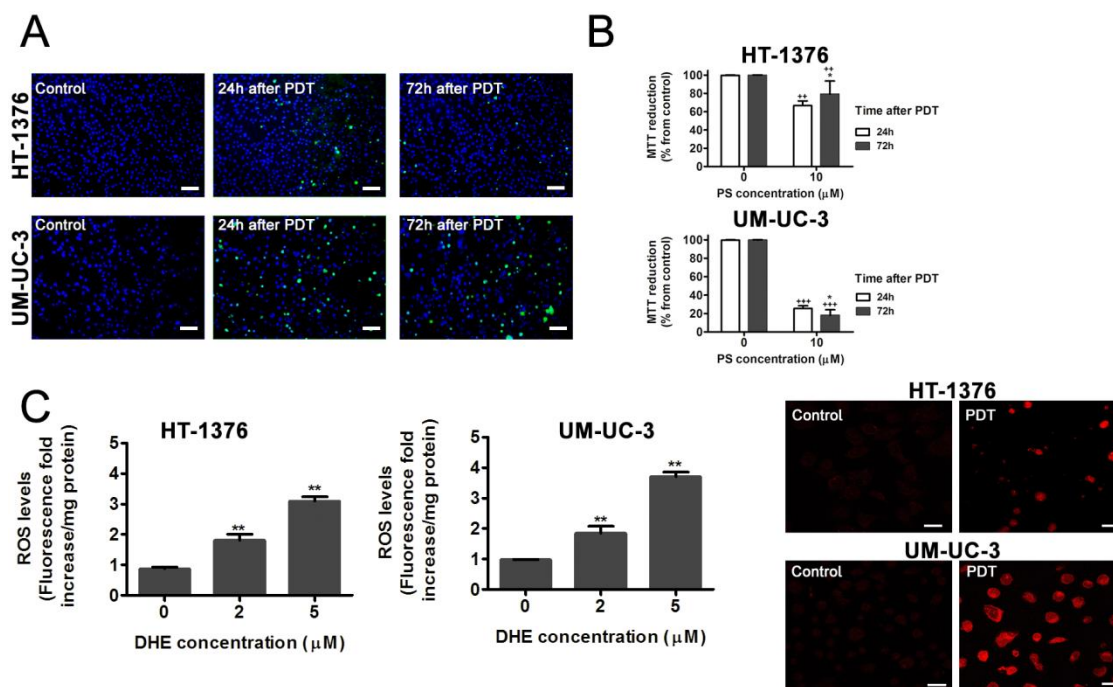 A
HT-1376
Control
24h after PDT
72h after PDT
UM-UC-3
Control
24h after PDT
72h after PDT
B
HT-1376
MTT reduction
(% from control)
100
80
60
40
20
0
++
++
*
0
10
PS concentration (μM)
Time after PDT
24h
72h
UM-UC-3
MTT reduction
(% from control)
100
80
60
40
20
0
+++
*
+++
0
10
PS concentration (μM)
Time after PDT
24h
72h
C
HT-1376
ROS levels
(Fluorescence fold
increase/mg protein)
5
4
3
2
1
0
**
**
0
2
5
DHE concentration (μM)
UM-UC-3
ROS levels
(Fluorescence fold
increase/mg protein)
5
4
3
2
1
0
**
**
0
2
5
DHE concentration (μM)
HT-1376
Control
PDT
UM-UC-3
Control
PDT